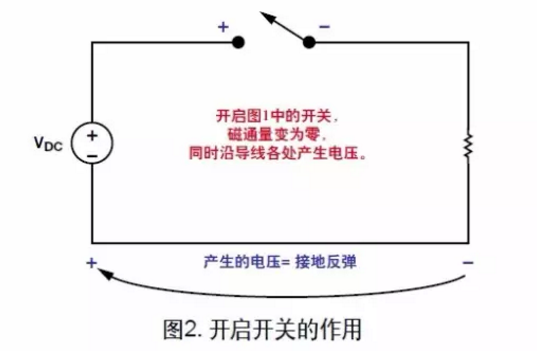 + −
开启图1中的开关，
磁通量变为零，
同时沿导线各处产生电压。
VDC
+
−
+ 产生的电压= 接地反弹 −
图2. 开启开关的作用